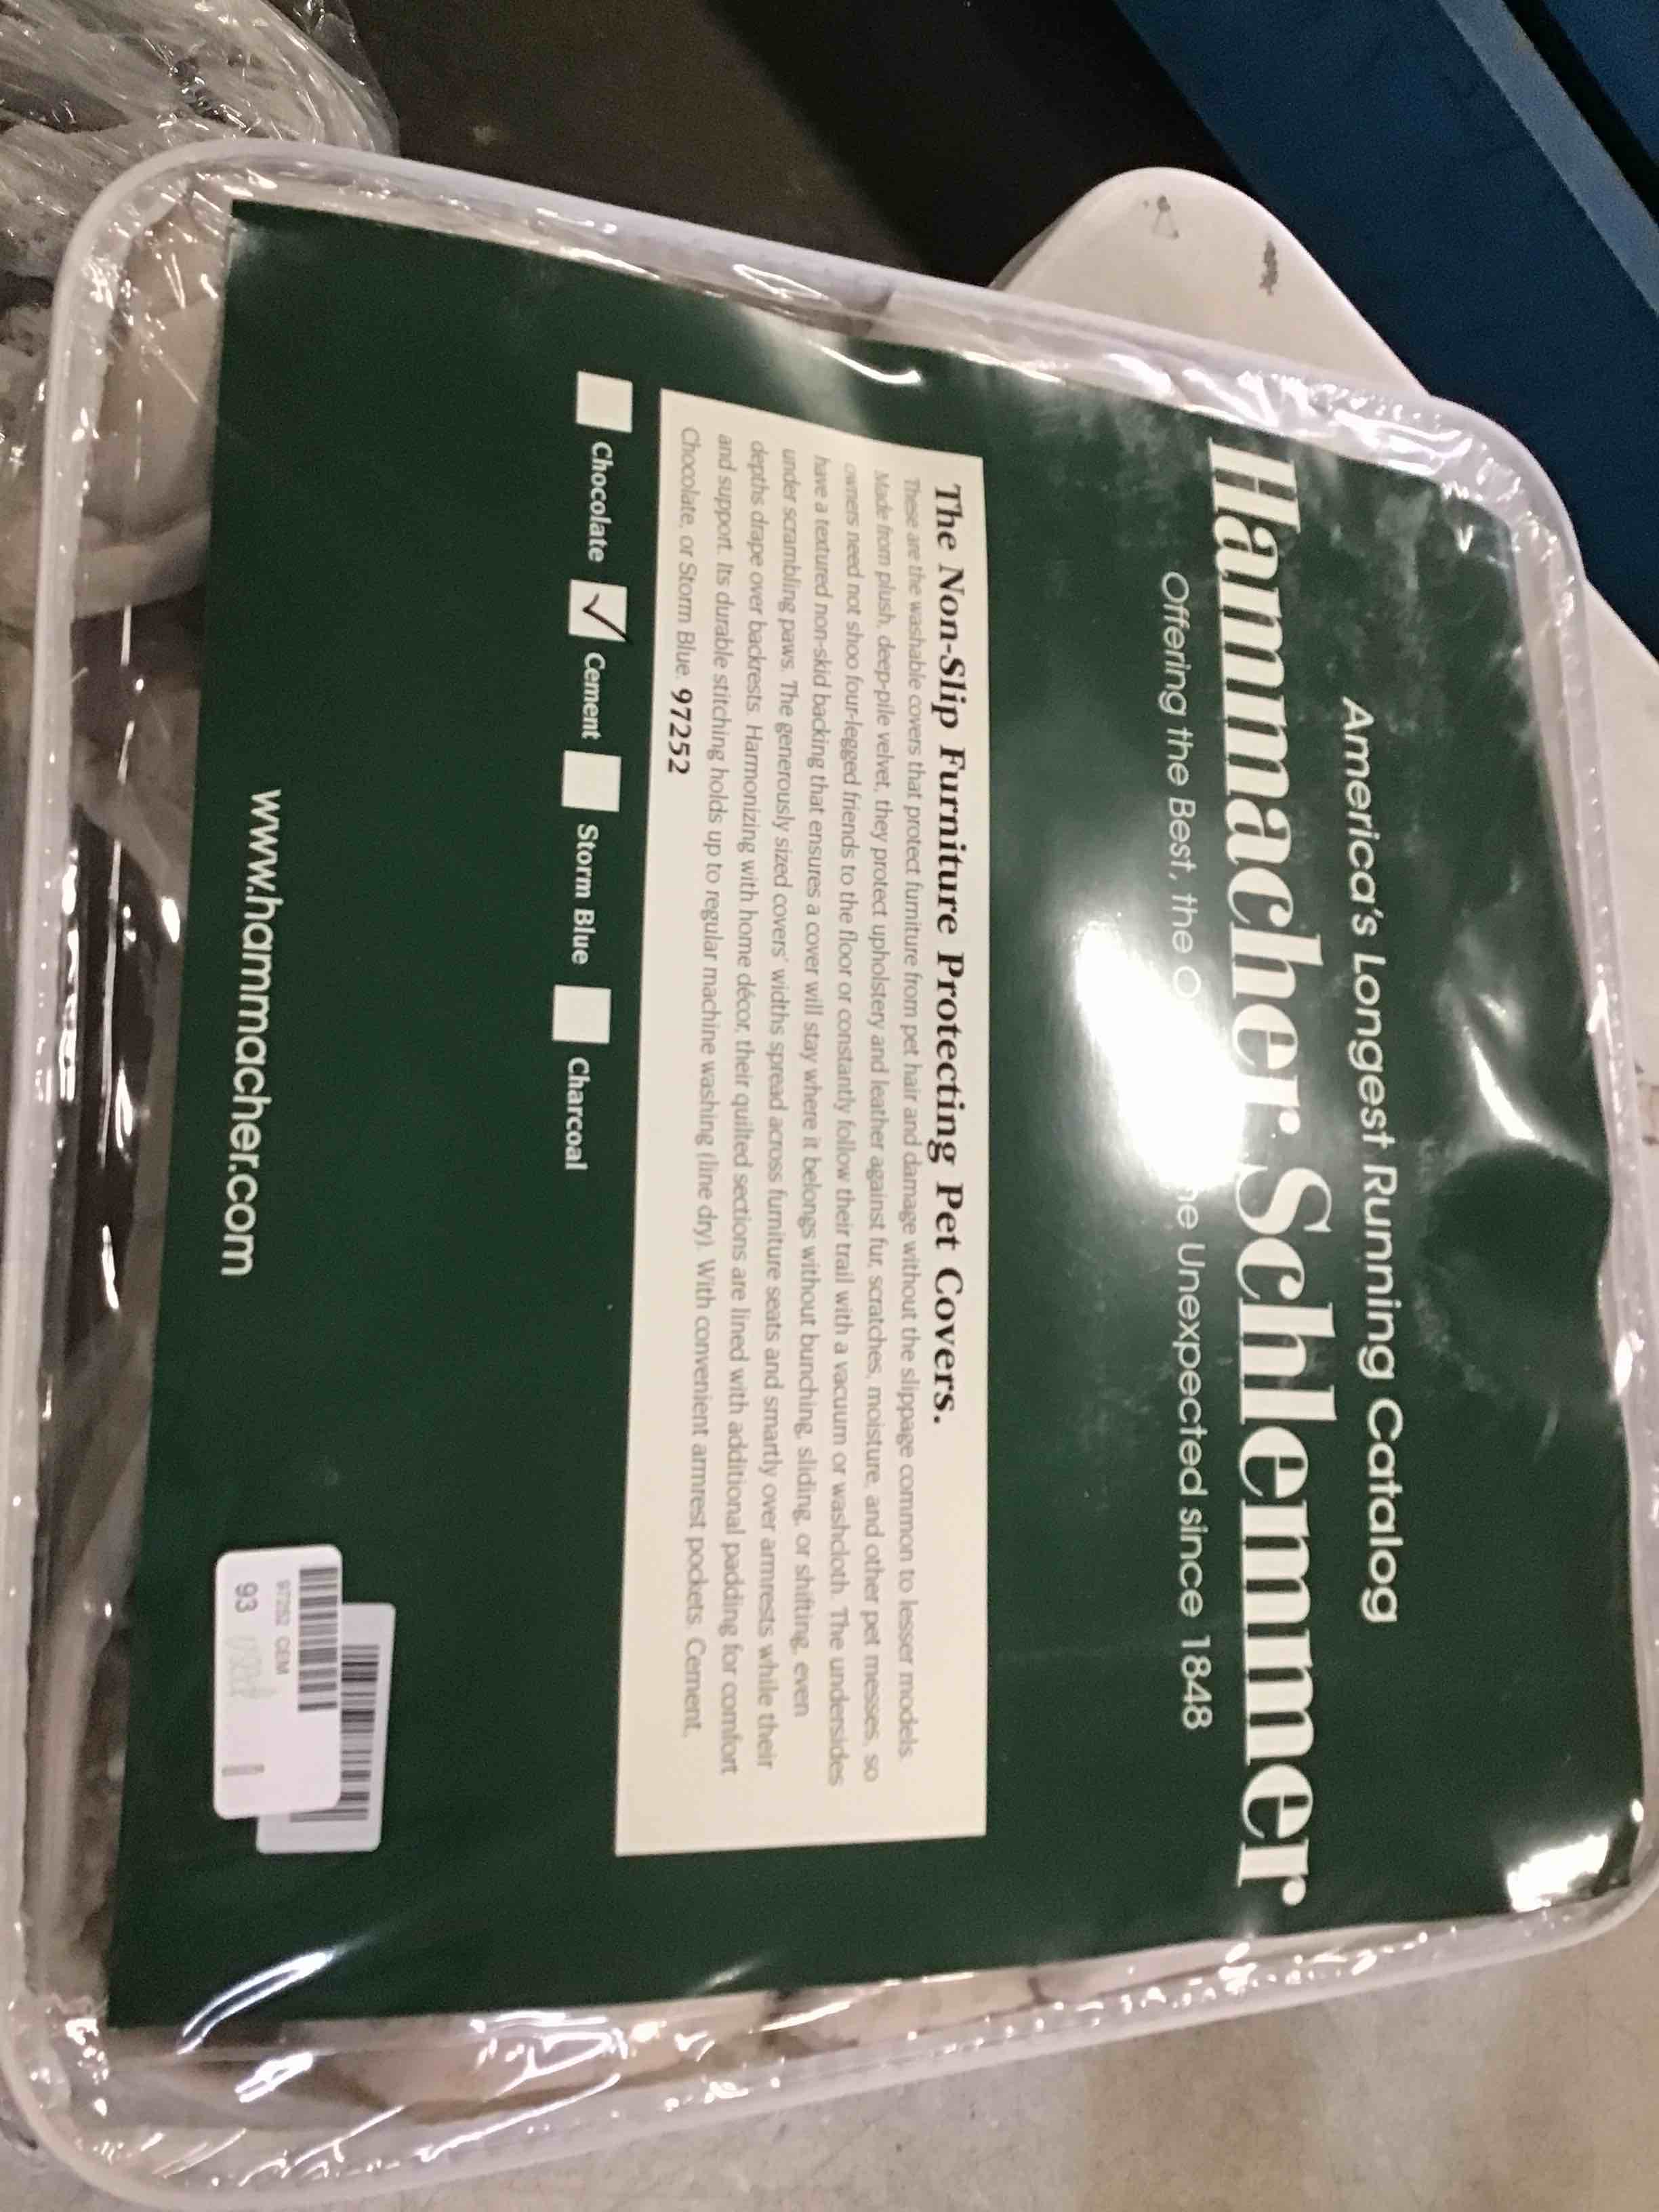 America's Longest Running Catalog
Hammacher Schlemmer
Offering the Best, the Unexpected since 1848
The Non-Slip Furniture Protecting Pet Covers.
These are the washable covers that protect furniture from pet hair and damage without the slippage common to lesser models.
Made from plush, deep-pile velvet, they protect upholstery and leather against fur, scratches, moisture, and other pet messes, so
owners need not shoo four-legged friends to the floor or constantly follow their trail with a vacuum or washcloth. The undersides
have a textured non-skid backing that ensures a cover will stay where it belongs without bunching, sliding, or shifting, even
under scrambling paws. The generously sized covers' widths spread across furniture seats and smartly over armrests while their
depths drape over backrests. Harmonizing with home décor, their quilted sections are lined with additional padding for comfort
and support. Its durable stitching holds up to regular machine washing (line dry). With convenient armrest pockets. Cement,
Chocolate, or Storm Blue. 97252
Chocolate ✓ Cement Storm Blue Charcoal
www.hammacher.com
97252 CEM
93